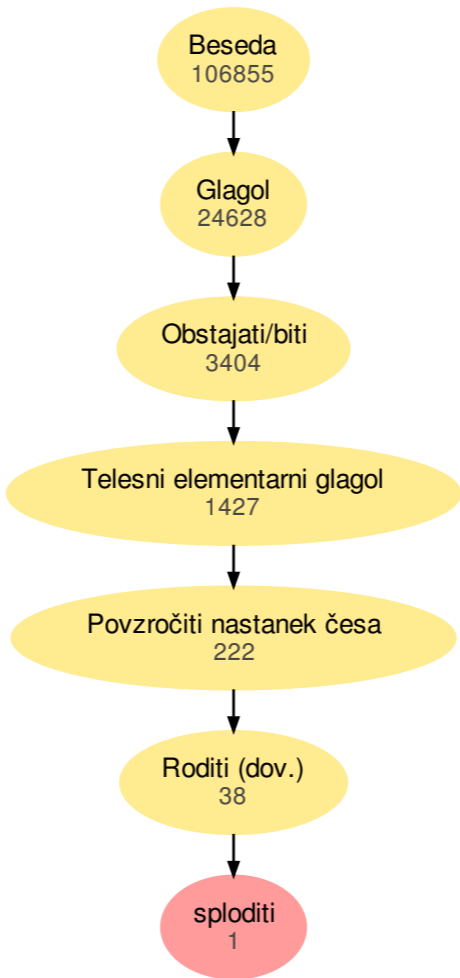 Beseda
106855
Glagol
24628
Obstajati/biti
3404
Telesni elementarni glagol
1427
Povzročiti nastanek česa
222
Roditi (dov.)
38
sploditi
1